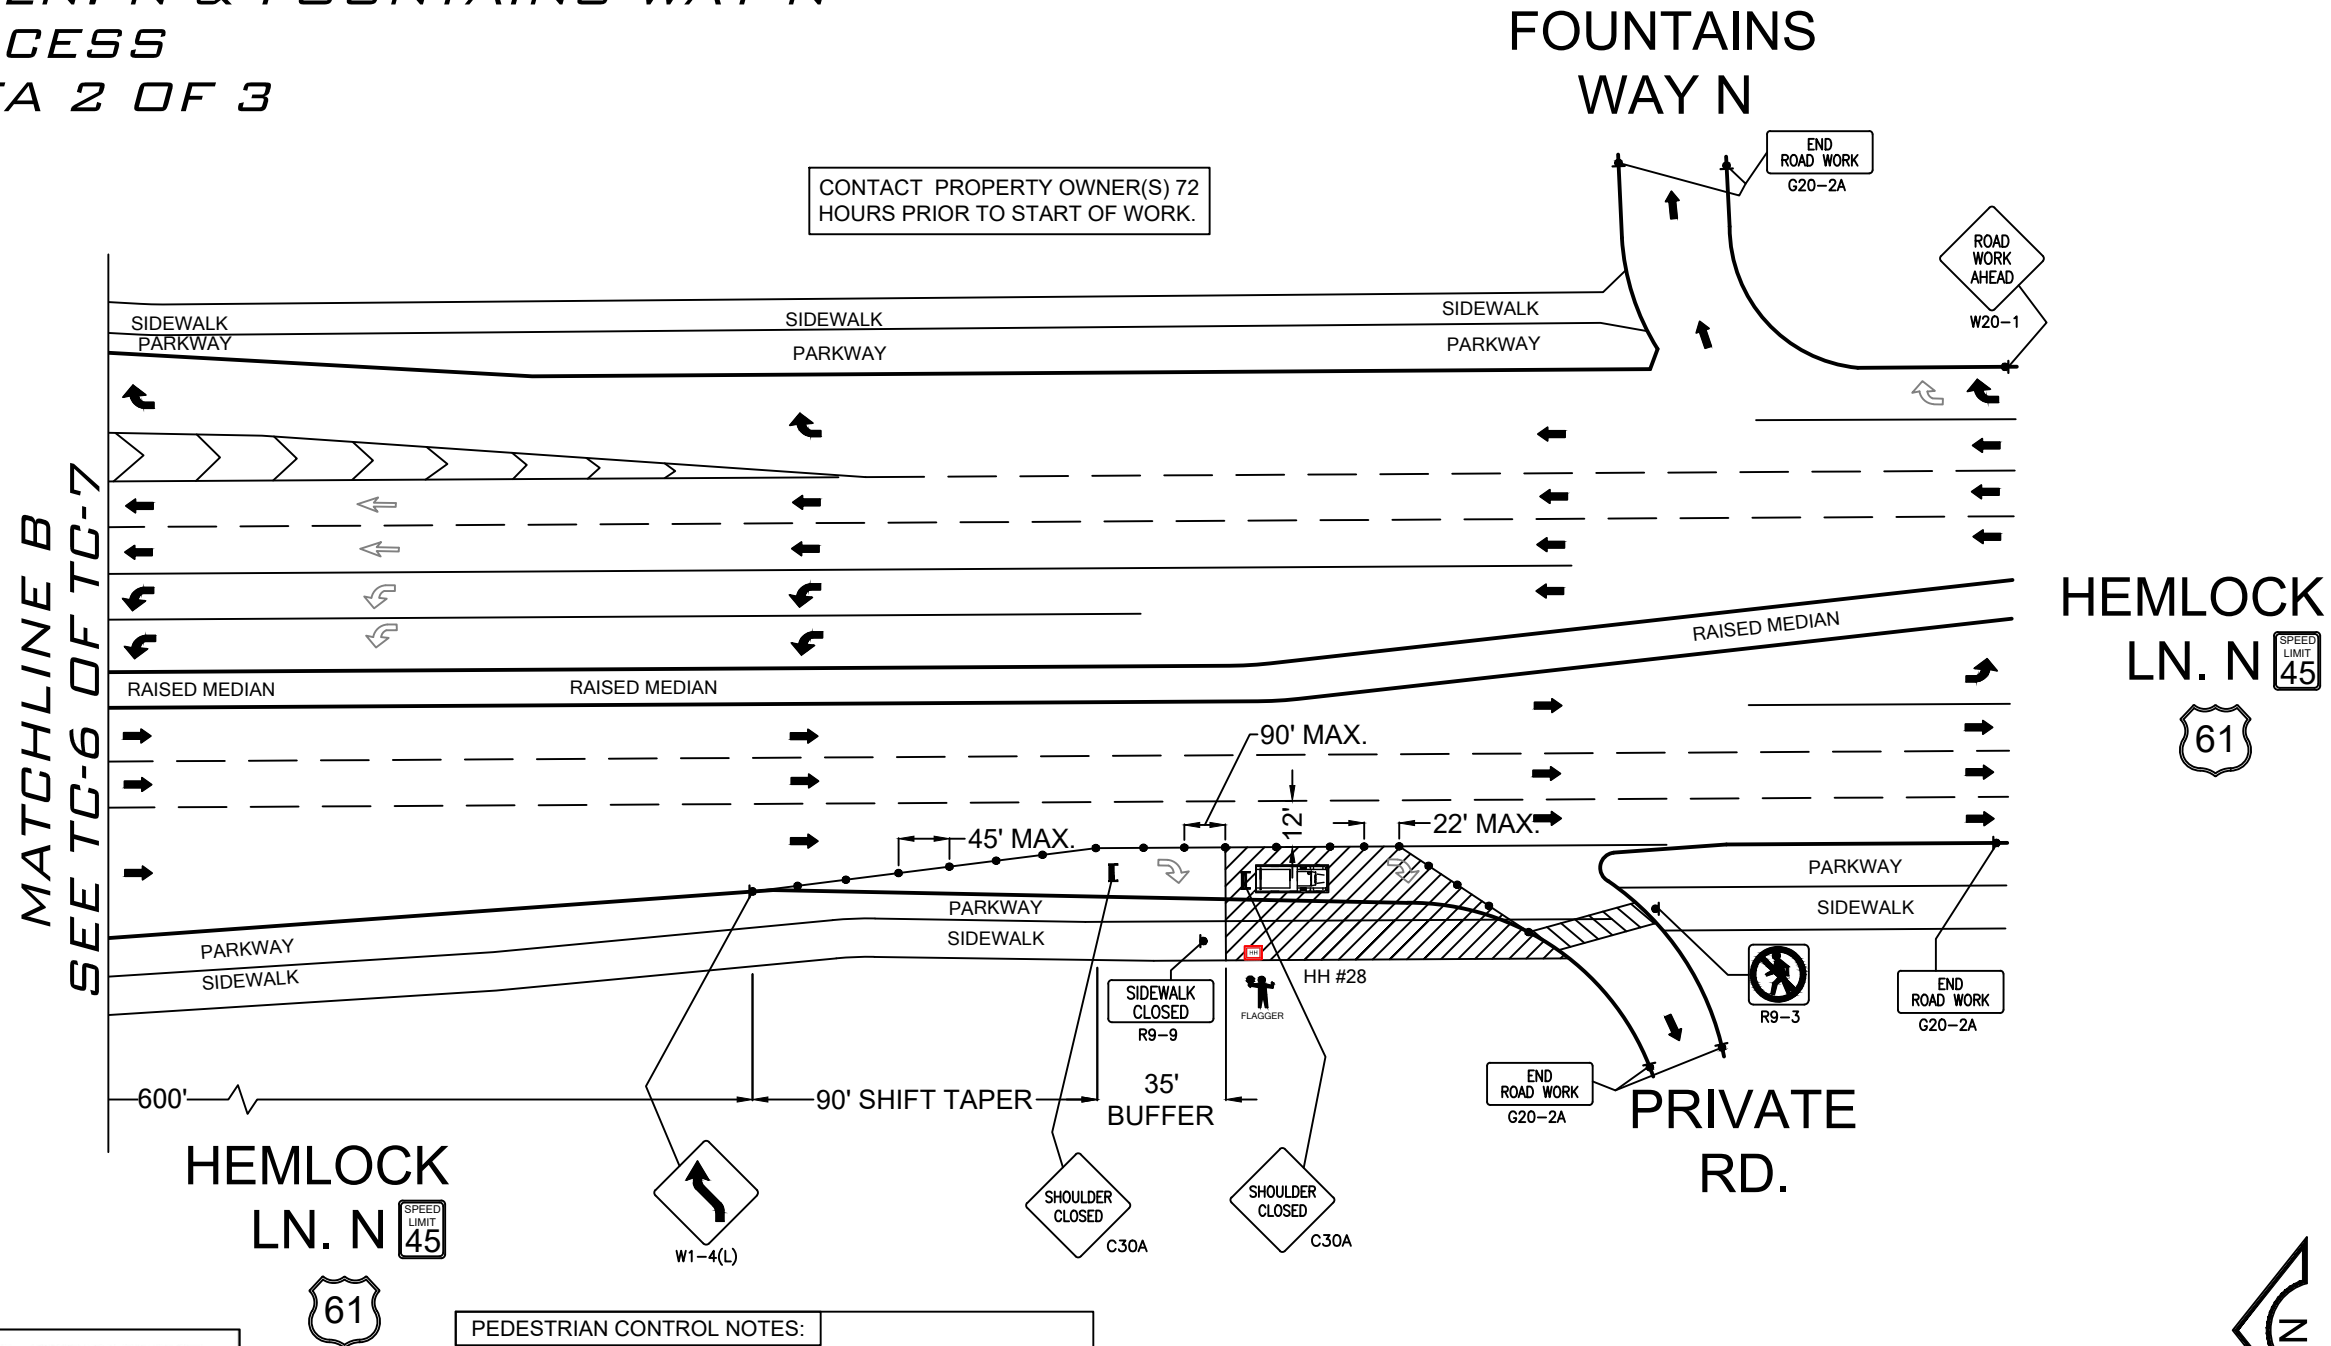 & FOUNTAINS WAY N
CESS
A 2 OF 3
FOUNTAINS
WAY N
END
ROAD WORK
G20-2A
CONTACT PROPERTY OWNER(S) 72
HOURS PRIOR TO START OF WORK.
ROAD
WORK
AHEAD
W20-1
SIDEWALK
SIDEWALK
SIDEWALK
PARKWAY
PARKWAY
PARKWAY
MATCHLINE B
SEE TC-6 OF TC-7
HEMLOCK
LN. N
SPEED
LIMIT
45
61
RAISED MEDIAN
RAISED MEDIAN
RAISED MEDIAN
90' MAX.
45' MAX.
12'
22' MAX.
PARKWAY
SIDEWALK
PARKWAY
SIDEWALK
PARKWAY
SIDEWALK
HH
HH #28
FLAGGER
SIDEWALK
CLOSED
R9-9
R9-3
END
ROAD WORK
G20-2A
END
ROAD WORK
G20-2A
PRIVATE
RD.
600'
90' SHIFT TAPER
35'
BUFFER
HEMLOCK
LN. N
SPEED
LIMIT
45
61
W1-4(L)
SHOULDER
CLOSED
C30A
SHOULDER
CLOSED
C30A
PEDESTRIAN CONTROL NOTES:
N